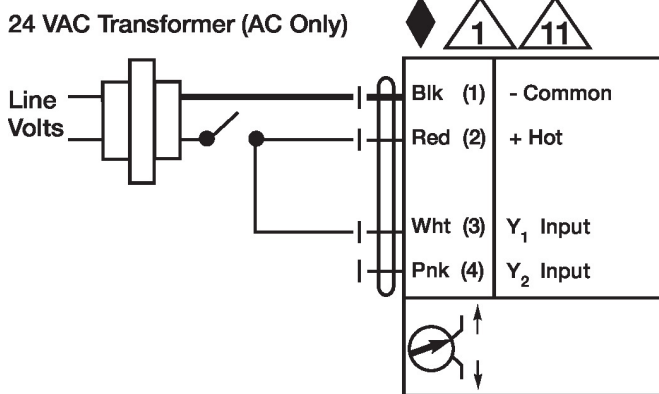 24 VAC Transformer (AC Only)
1
11
Line
Volts
Blk (1) - Common
Red (2) + Hot
Wht (3) Y1 Input
Pnk (4) Y2 Input